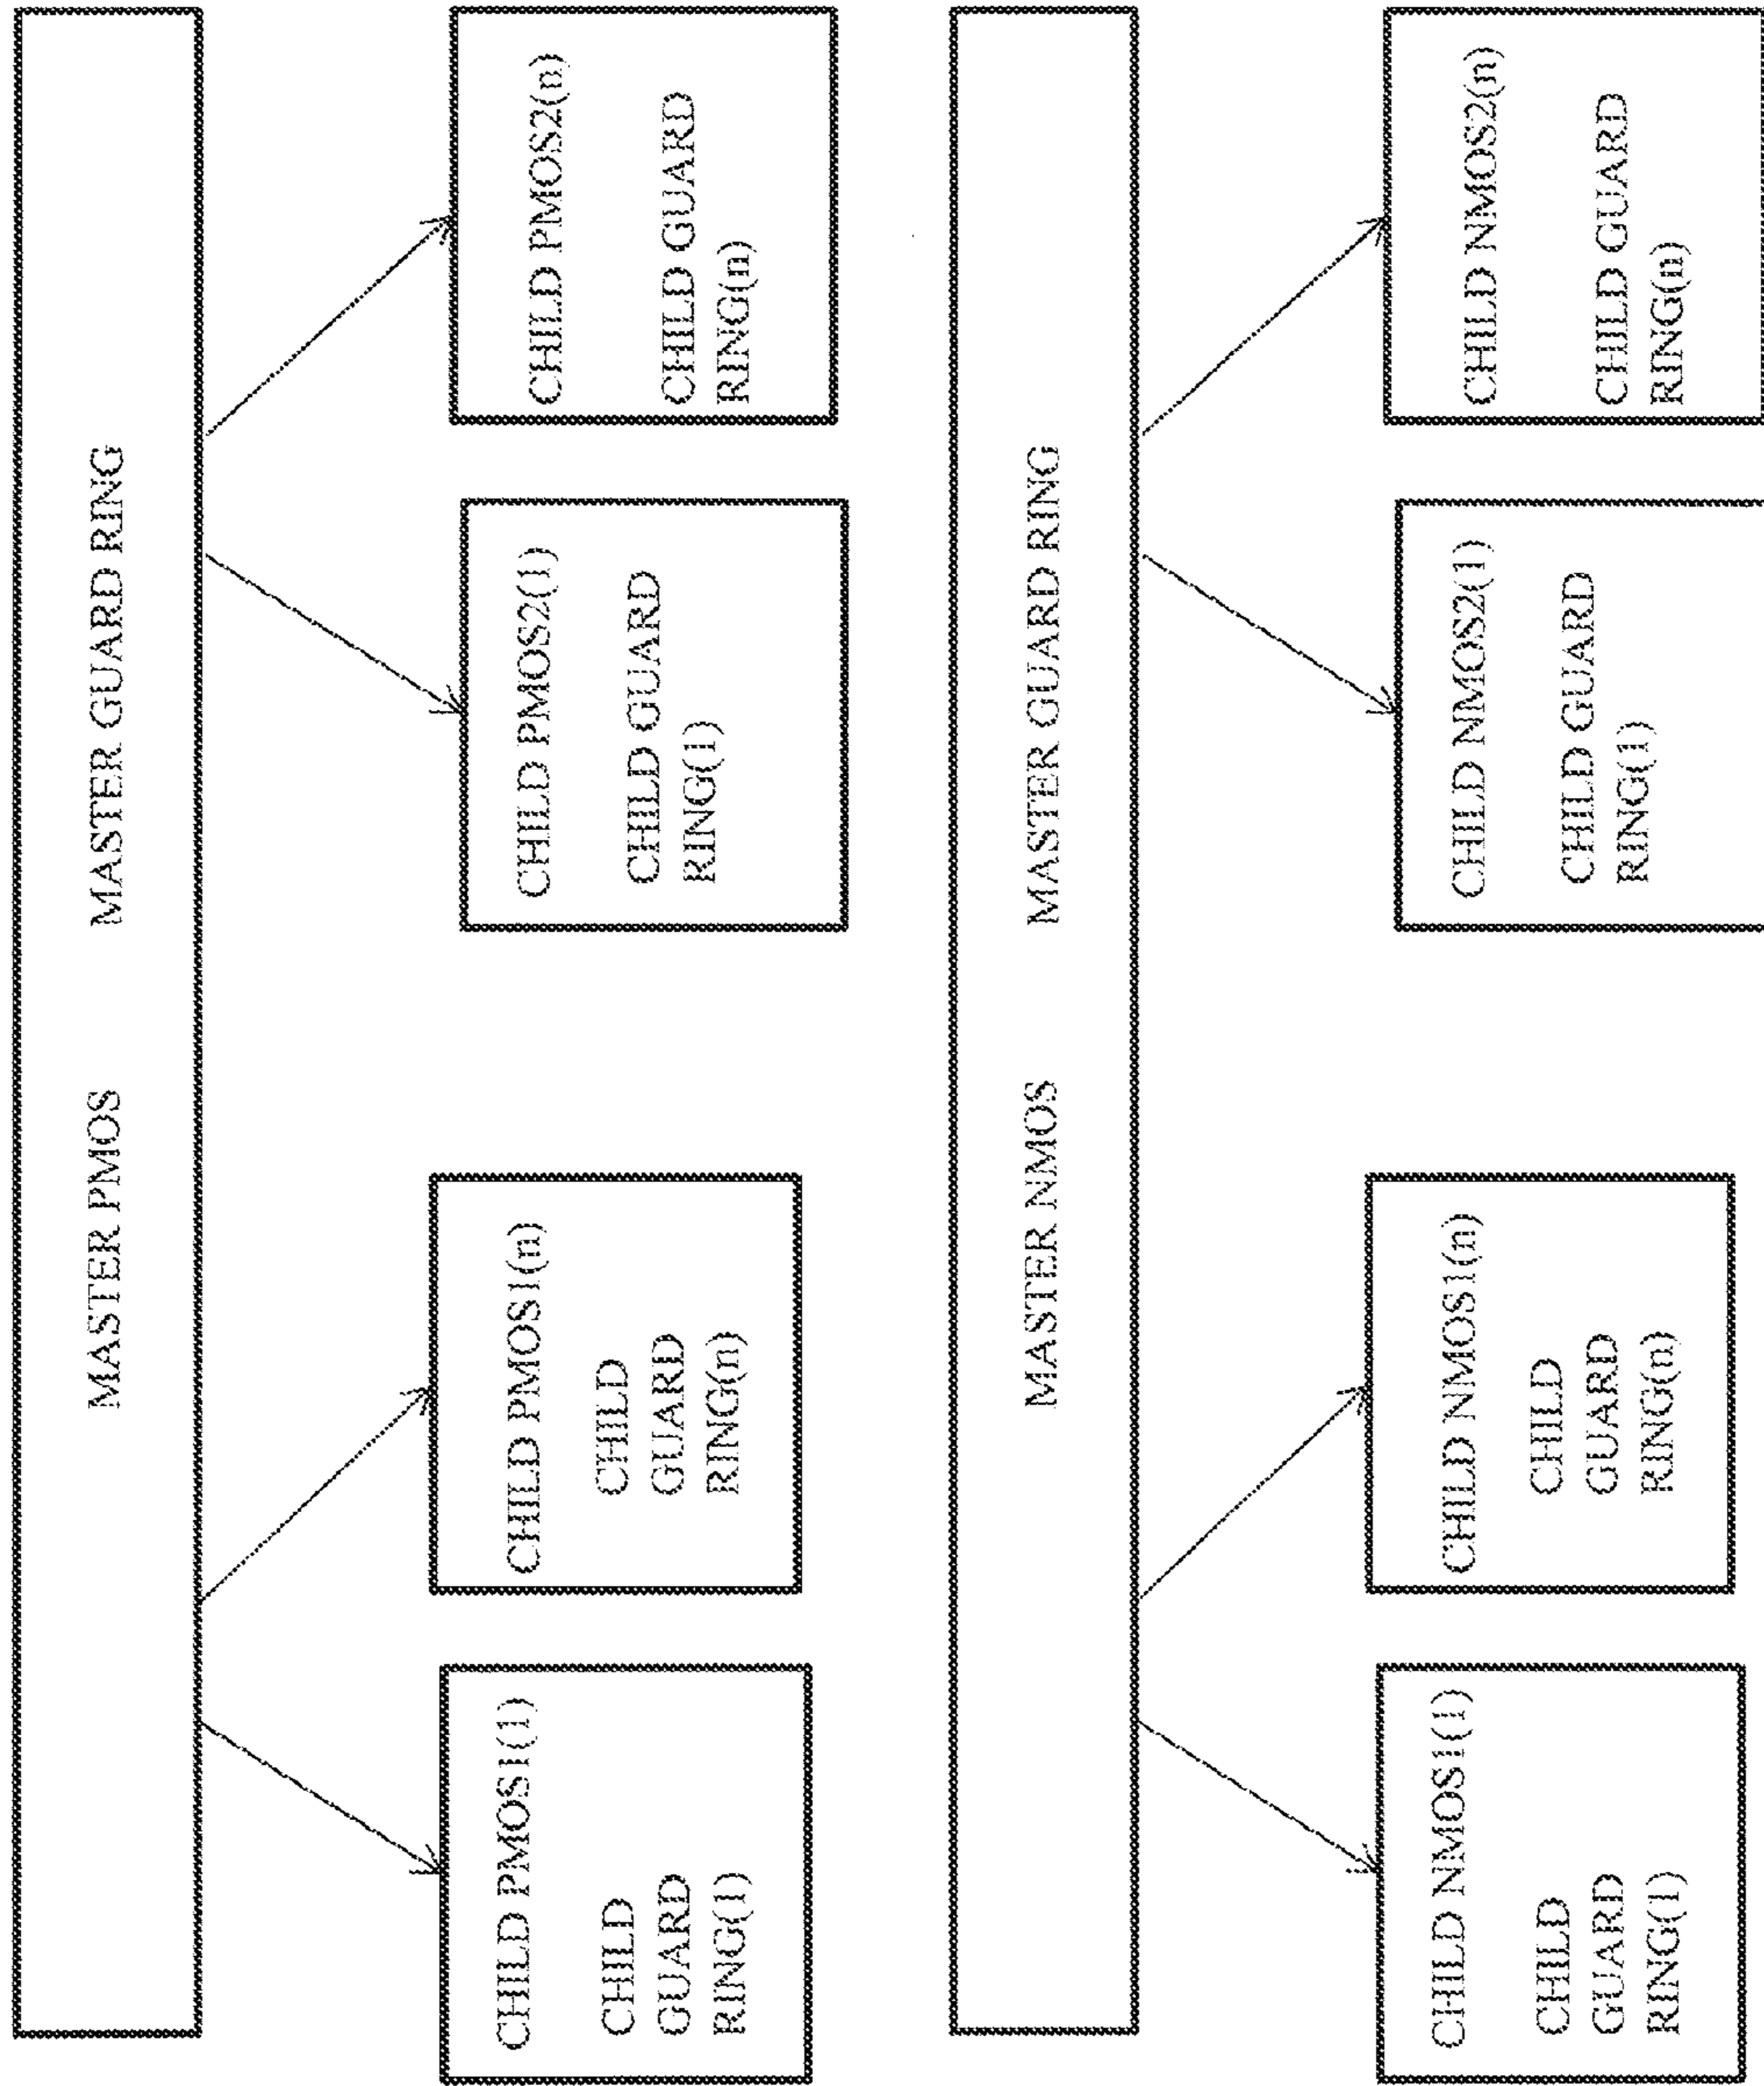 MASTER PMOS MASTER GUARD RING
CHILD PMOS1(1)
CHILD
GUARD
RING(1)
CHILD PMOS1(n)
CHILD
GUARD
RING(n)
CHILD PMOS2(1)
CHILD GUARD
RING(1)
CHILD PMOS2(n)
CHILD GUARD
RING(n)
MASTER NMOS MASTER GUARD RING
CHILD NMOS1(1)
CHILD
GUARD
RING(1)
CHILD NMOS1(n)
CHILD
GUARD
RING(n)
CHILD NMOS2(1)
CHILD GUARD
RING(1)
CHILD NMOS2(n)
CHILD GUARD
RING(n)